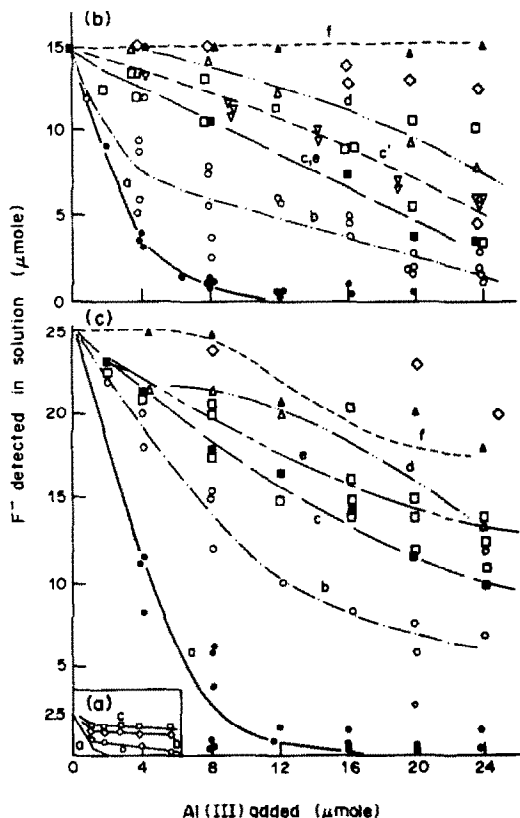 (b)
15
10
5
0
f
d
c'
c,e
b
a
(c)
25
20
15
10
5
2.5
f
e
d
c
b
a
(a)
c
b
a
0
4
8
12
16
20
24
F⁻ detected in solution (μmole)
Al(III) added (μmole)